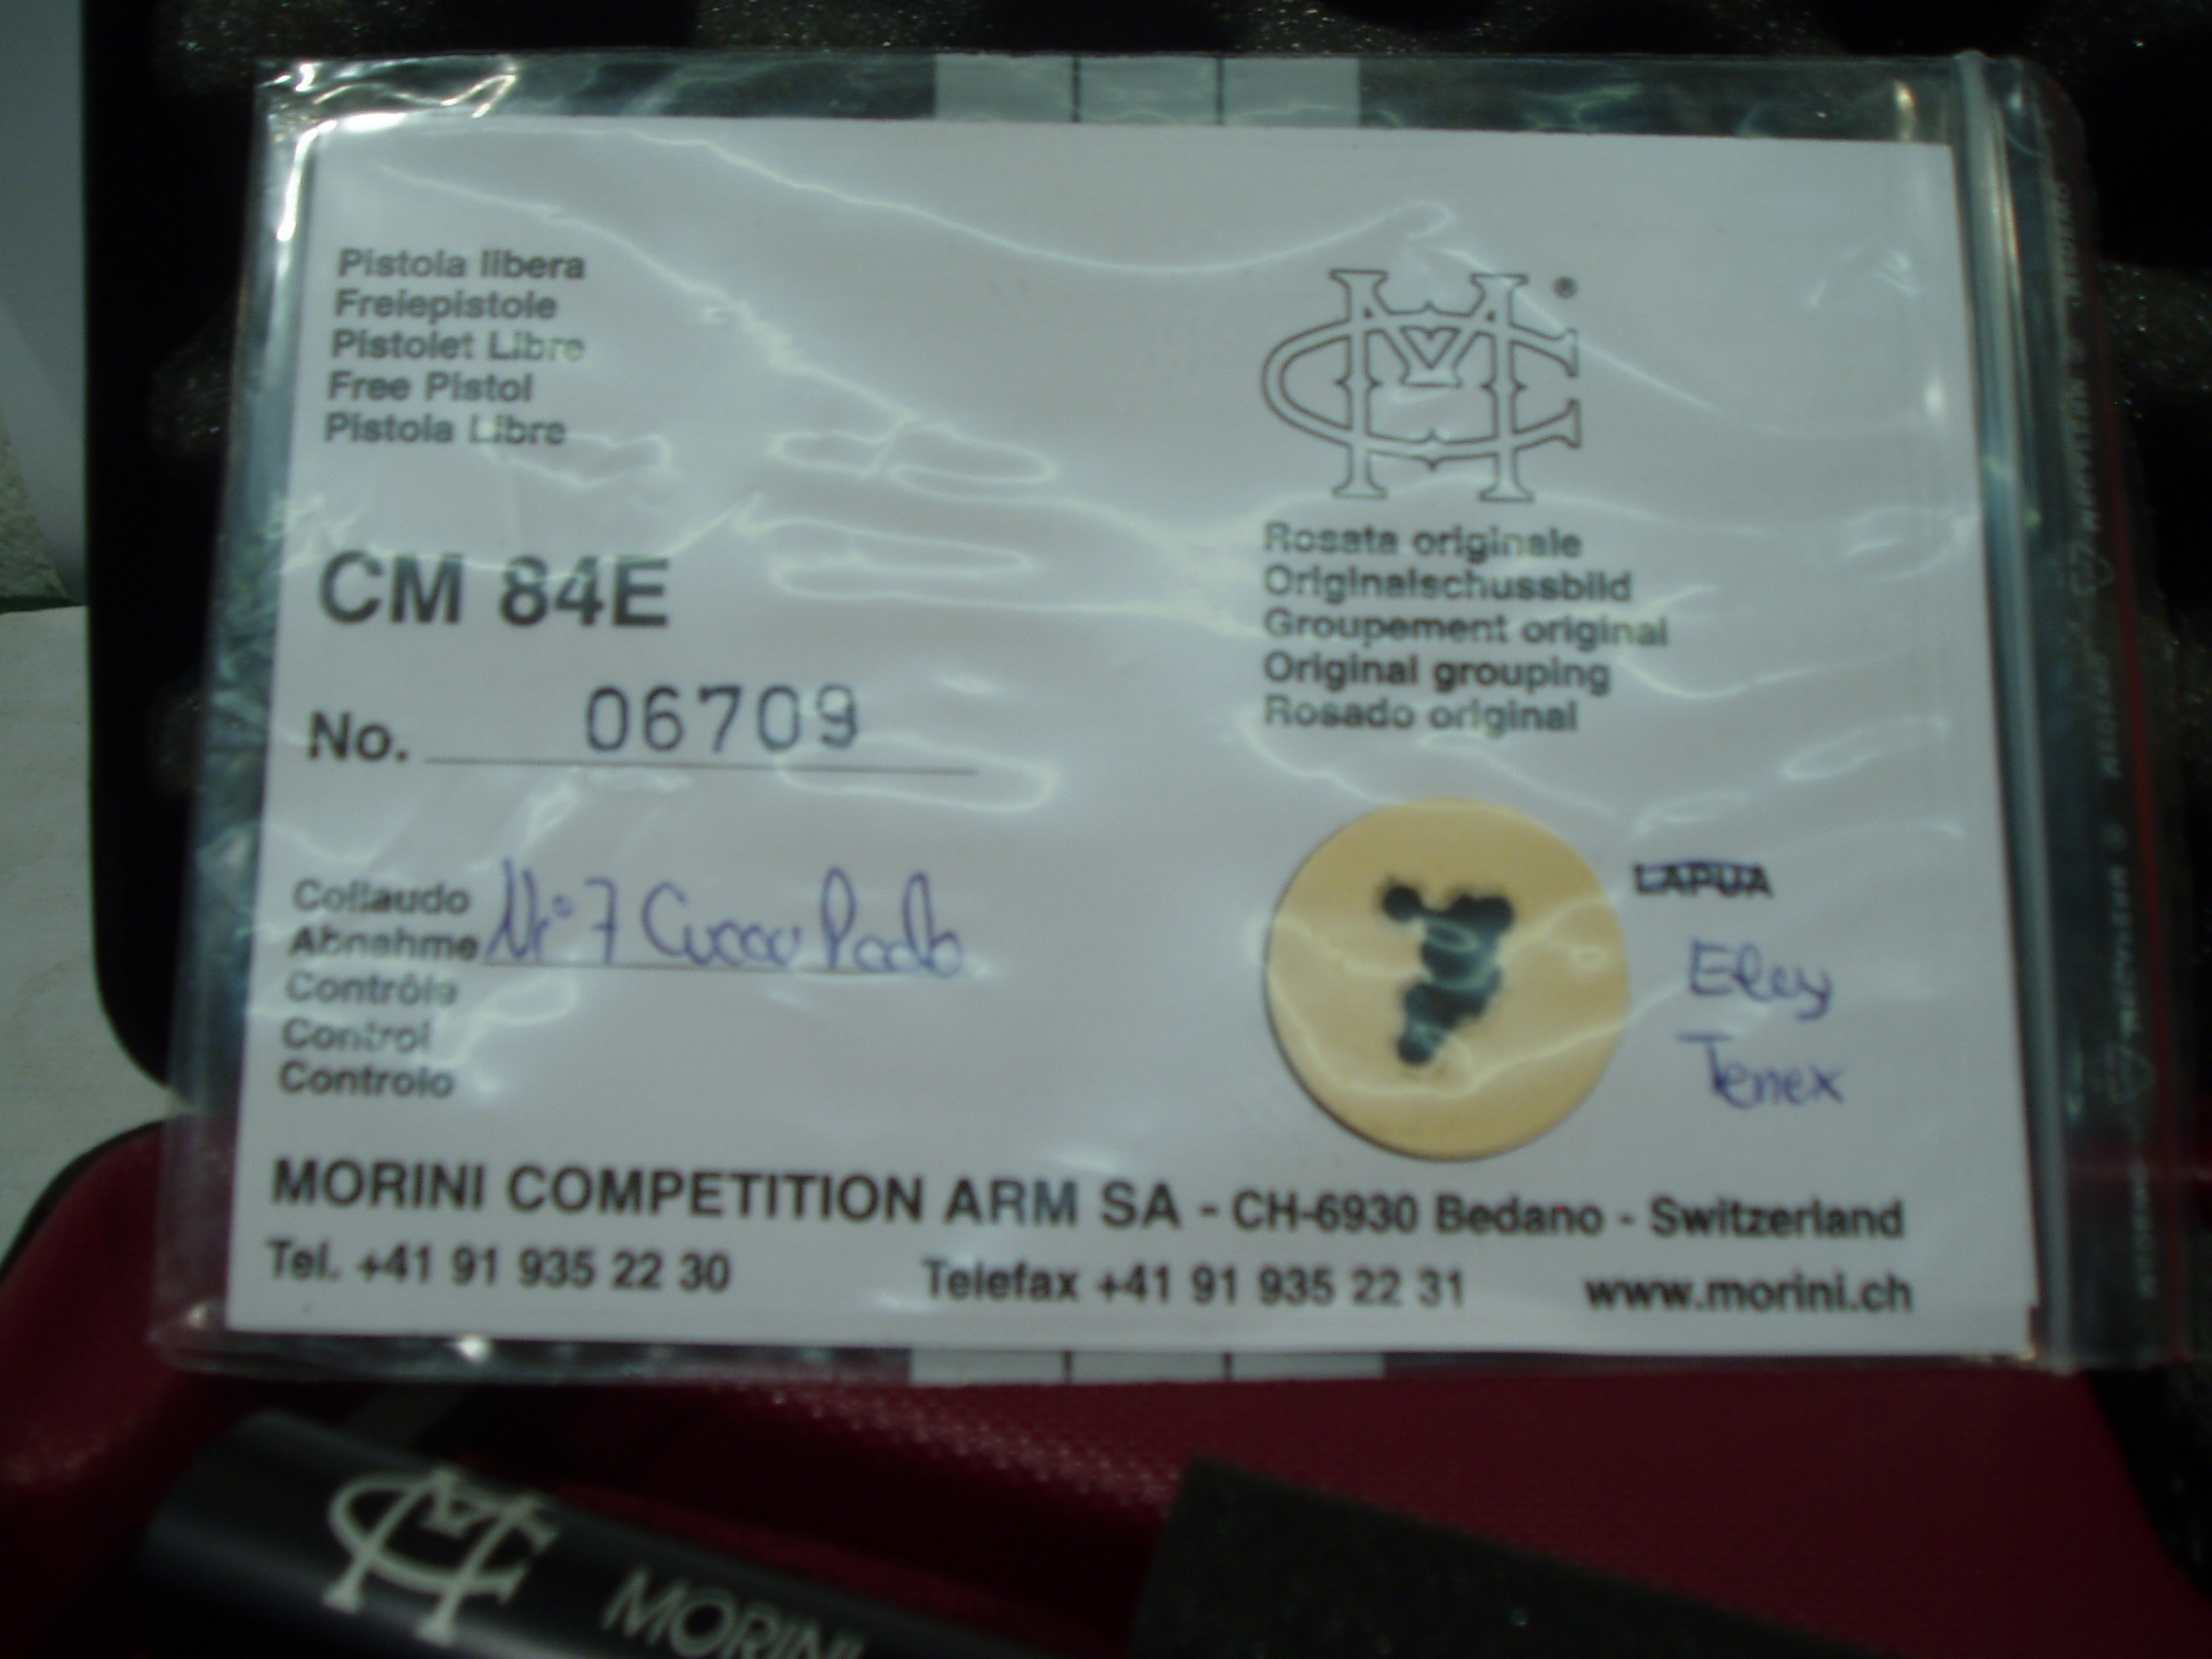 Pistola libera
Freiepistole
Pistolet Libre
Free Pistol
Pistola Libre
CM 84E
No. 06709
Collaudo
Abnahme
Contrôle
Control
Controlo
N° 7
®
Rosata originale
Originalschussbild
Groupement original
Original grouping
Rosado original
LAPUA
Eley
Tenex
MORINI COMPETITION ARM SA - CH-6930 Bedano - Switzerland
Tel. +41 91 935 22 30 Telefax +41 91 935 22 31 www.morini.ch
MORINI